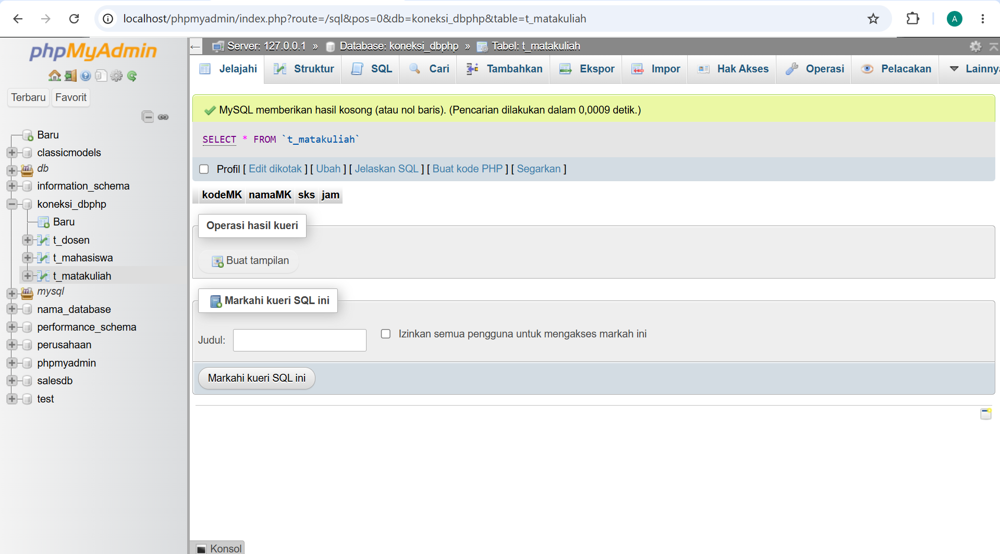 localhost/phpmyadmin/index.php?route=/sql&pos=0&db=koneksi_dbphp&table=t_matakuliah
A
phpMyAdmin
Terbaru Favorit
Baru
classicmodels
db
information_schema
koneksi_dbphp
Baru
t_dosen
t_mahasiswa
t_matakuliah
mysql
nama_database
performance_schema
perusahaan
phpmyadmin
salesdb
test
Server: 127.0.0.1 » Database: koneksi_dbphp » Tabel: t_matakuliah
Jelajahi Struktur SQL Cari Tambahkan Ekspor Impor Hak Akses Operasi Pelacakan Lainny
MySQL memberikan hasil kosong (atau nol baris). (Pencarian dilakukan dalam 0,0009 detik.)
SELECT * FROM `t_matakuliah`
Profil [ Edit dikotak ] [ Ubah ] [ Jelaskan SQL ] [ Buat kode PHP ] [ Segarkan ]
kodeMK namaMK sks jam
Operasi hasil kueri
Buat tampilan
Markahi kueri SQL ini
Judul: Izinkan semua pengguna untuk mengakses markah ini
Markahi kueri SQL ini
Konsol